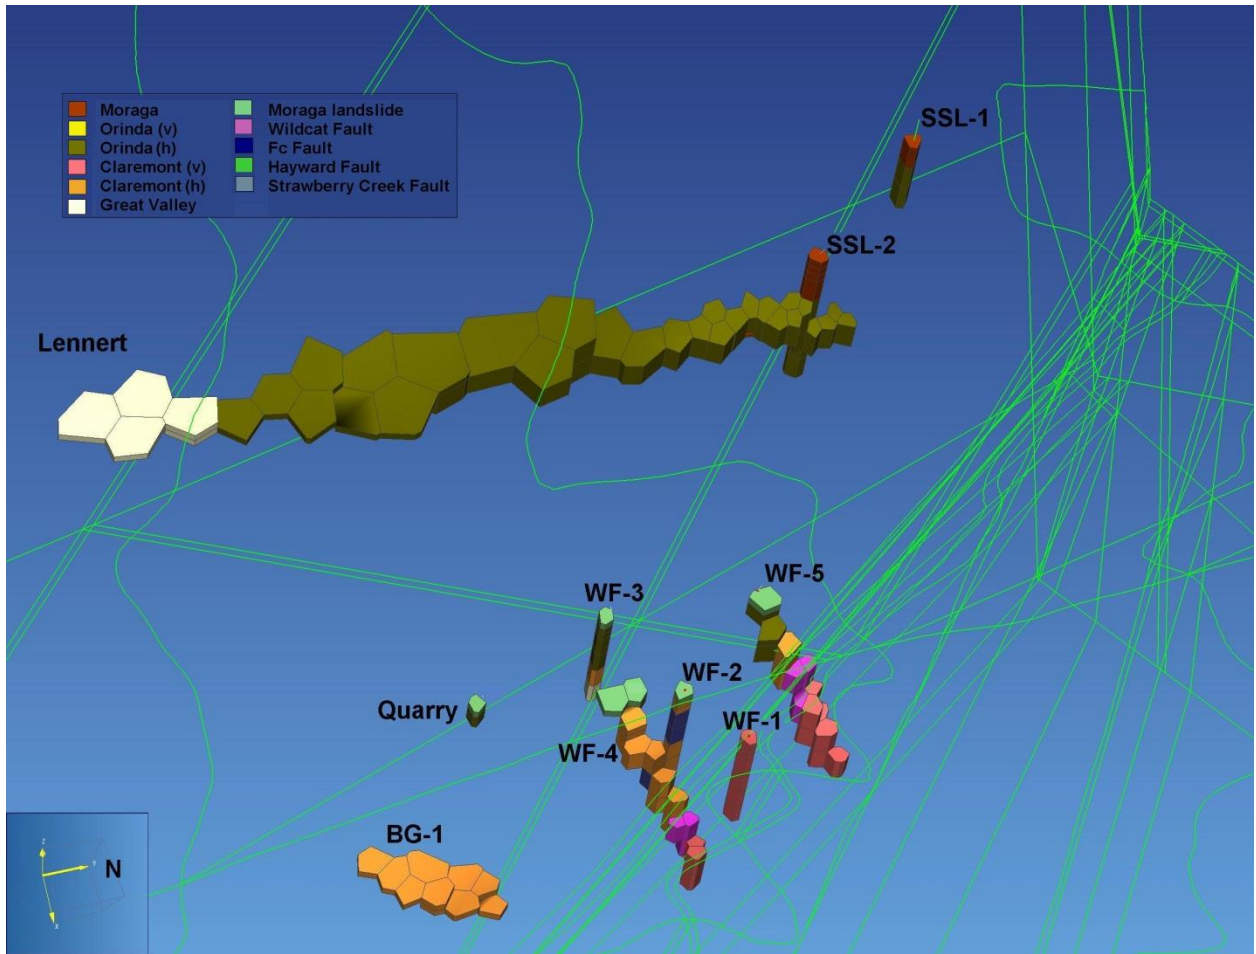 SSL-1
Moraga
Moraga landslide
Orinda (v)
Wildcat Fault
Orinda (h)
Fc Fault
Claremont (v)
Hayward Fault
Claremont (h)
Strawberry Creek Fault
Great Valley
SSL-2
Lennert
WF-5
WF-3
WF-2
Quarry
WF-1
WF-4
BG-1
Z
Y
N
X